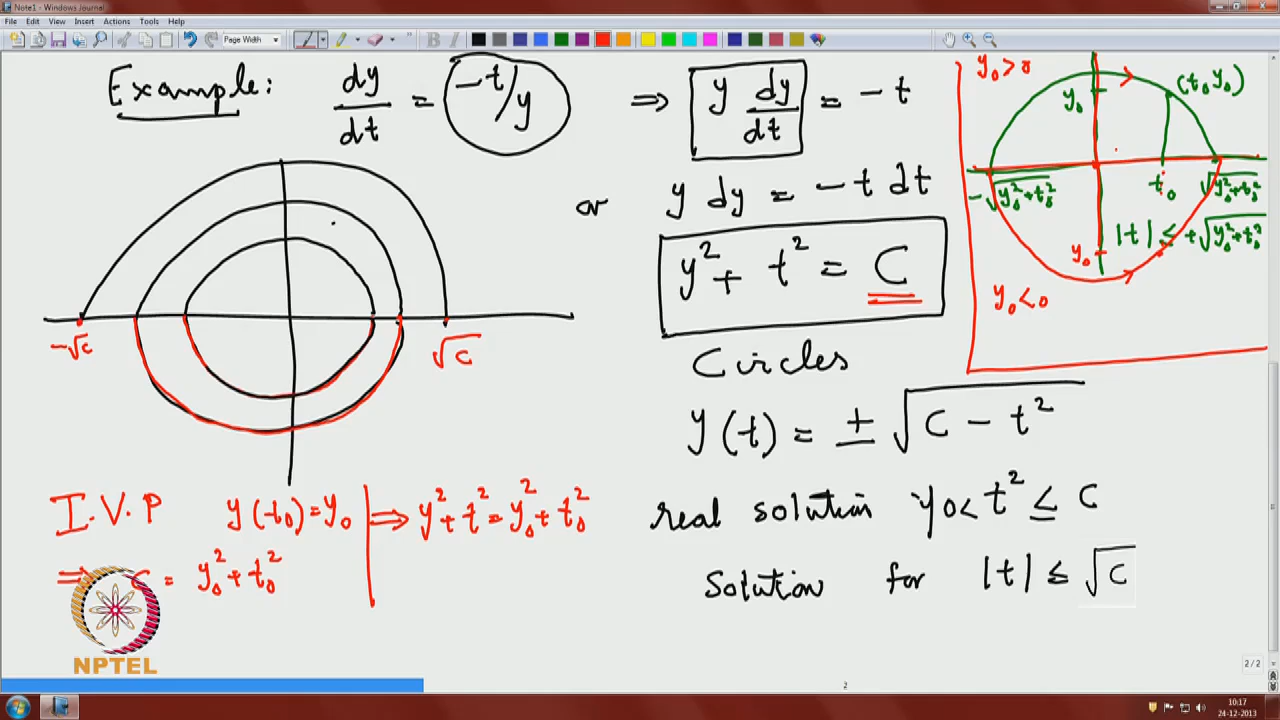 Note1 - Windows Journal
File Edit View Insert Actions Tools Help
Page Width
B I
Example: dy/dt = -t/y ⇒ y dy/dt = -t
or y dy = -t dt
y² + t² = C
Circles
y(t) = ± √(C - t²)
real solution y 0< t² ≤ C
Solution for |t| ≤ √C
-√c √c
I.V.P y(t₀) = y₀ ⇒ y² + t² = y₀² + t₀²
⇒ c = y₀² + t₀²
y₀ > 0
y₀ (t₀, y₀)
-√(y₀²+t₀²) t₀ √(y₀²+t₀²)
|t| ≤ +√(y₀²+t₀²)
y₀
y₀ < 0
NPTEL
2/2
2
10:17
24-12-2013